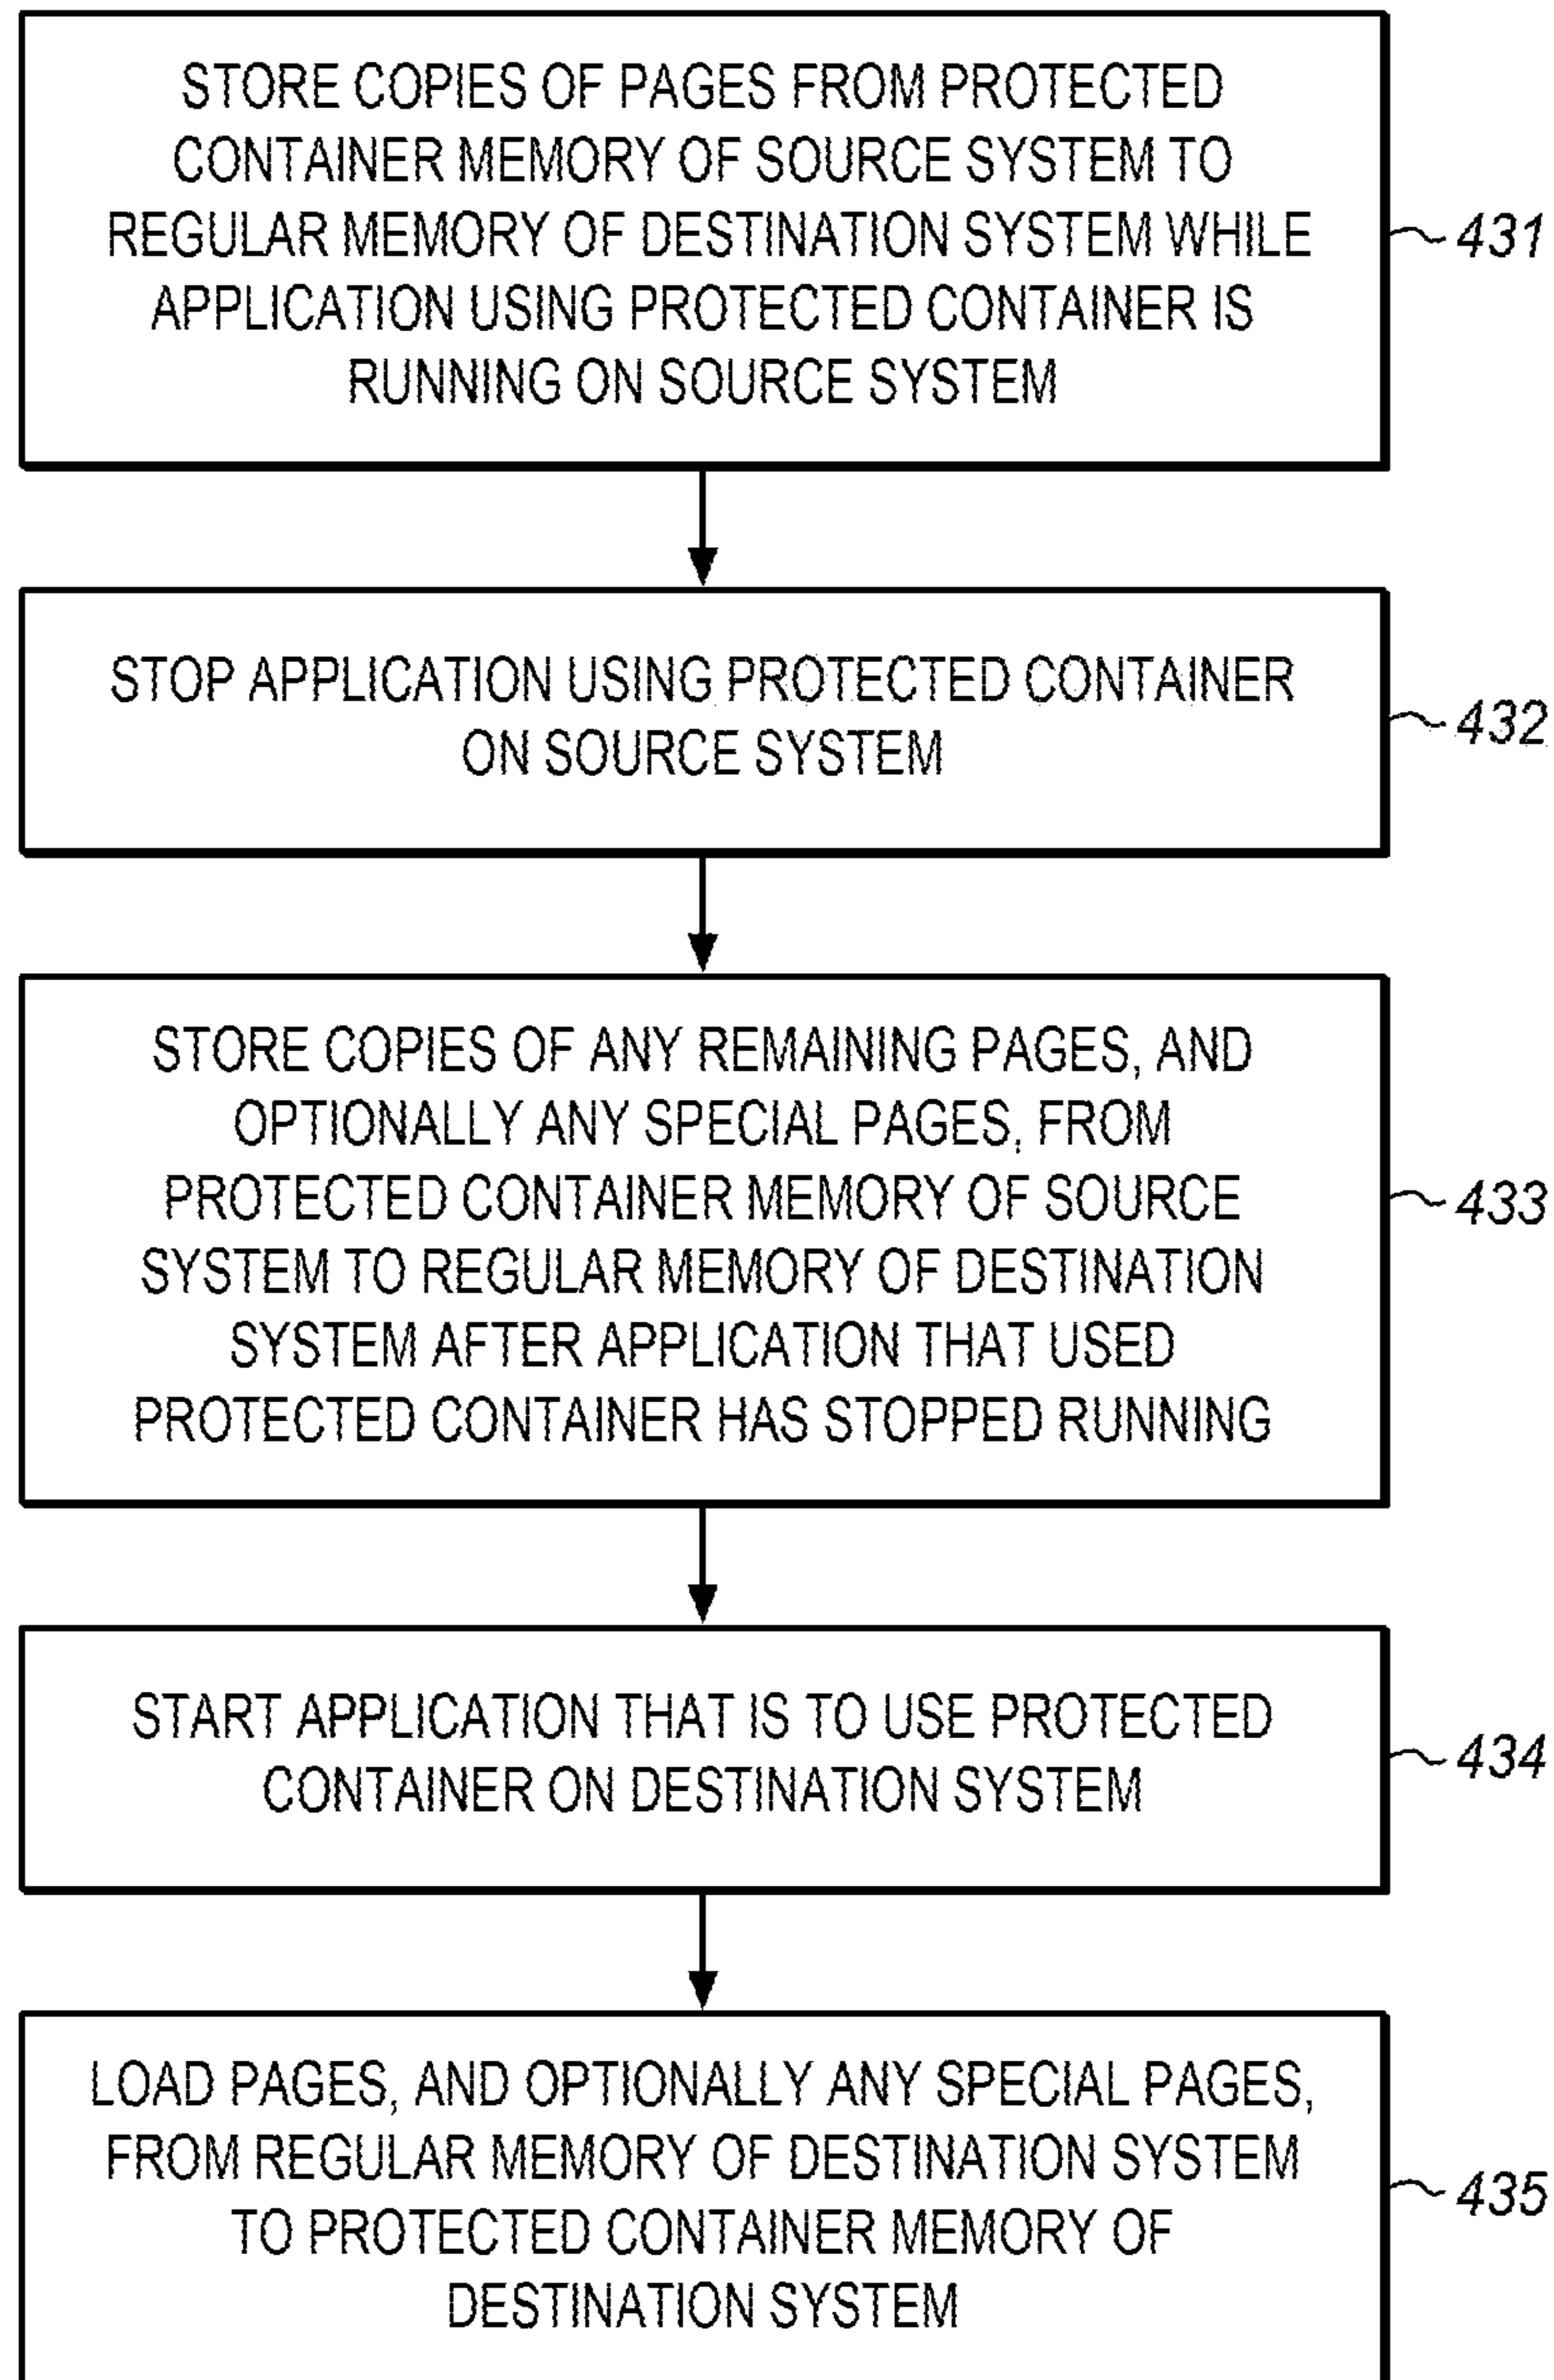 STORE COPIES OF PAGES FROM PROTECTED
CONTAINER MEMORY OF SOURCE SYSTEM TO
REGULAR MEMORY OF DESTINATION SYSTEM WHILE
APPLICATION USING PROTECTED CONTAINER IS
RUNNING ON SOURCE SYSTEM
431
STOP APPLICATION USING PROTECTED CONTAINER
ON SOURCE SYSTEM
432
STORE COPIES OF ANY REMAINING PAGES, AND
OPTIONALLY ANY SPECIAL PAGES, FROM
PROTECTED CONTAINER MEMORY OF SOURCE
SYSTEM TO REGULAR MEMORY OF DESTINATION
SYSTEM AFTER APPLICATION THAT USED
PROTECTED CONTAINER HAS STOPPED RUNNING
433
START APPLICATION THAT IS TO USE PROTECTED
CONTAINER ON DESTINATION SYSTEM
434
LOAD PAGES, AND OPTIONALLY ANY SPECIAL PAGES,
FROM REGULAR MEMORY OF DESTINATION SYSTEM
TO PROTECTED CONTAINER MEMORY OF
DESTINATION SYSTEM
435